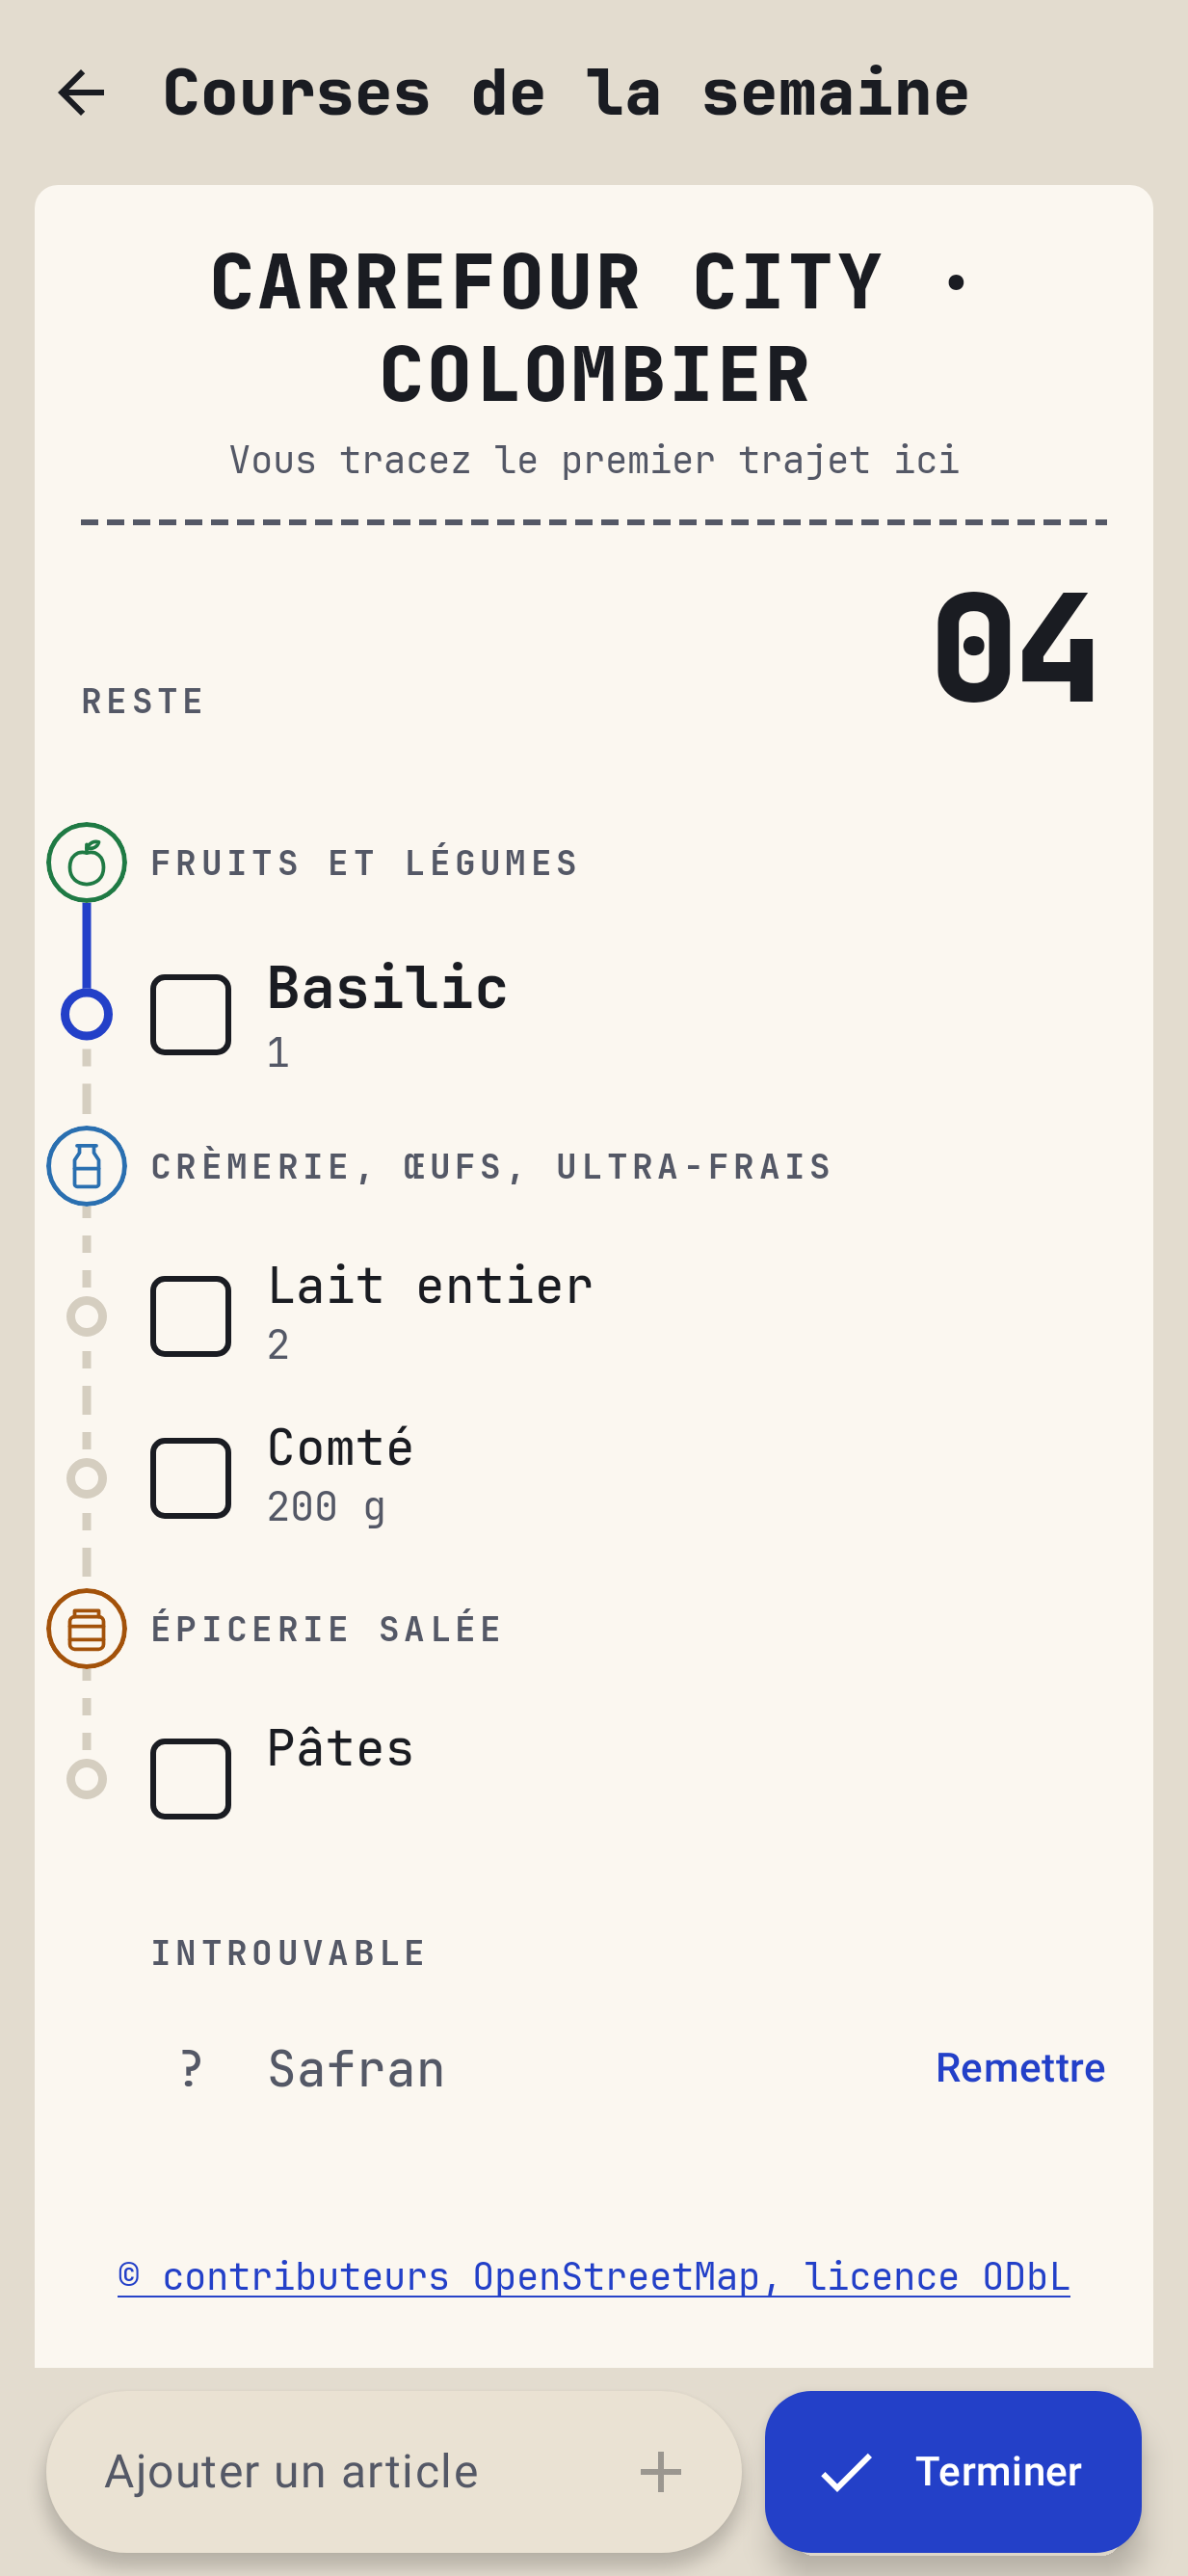 Courses de la semaine
CARREFOUR CITY ·
COLOMBIER
Vous tracez le premier trajet ici
RESTE
04
FRUITS ET LÉGUMES
Basilic
1
CRÈMERIE, ŒUFS, ULTRA-FRAIS
Lait entier
2
Comté
200 g
ÉPICERIE SALÉE
Pâtes
INTROUVABLE
? Safran Remettre
© contributeurs OpenStreetMap, licence ODbL
Ajouter un article + Terminer